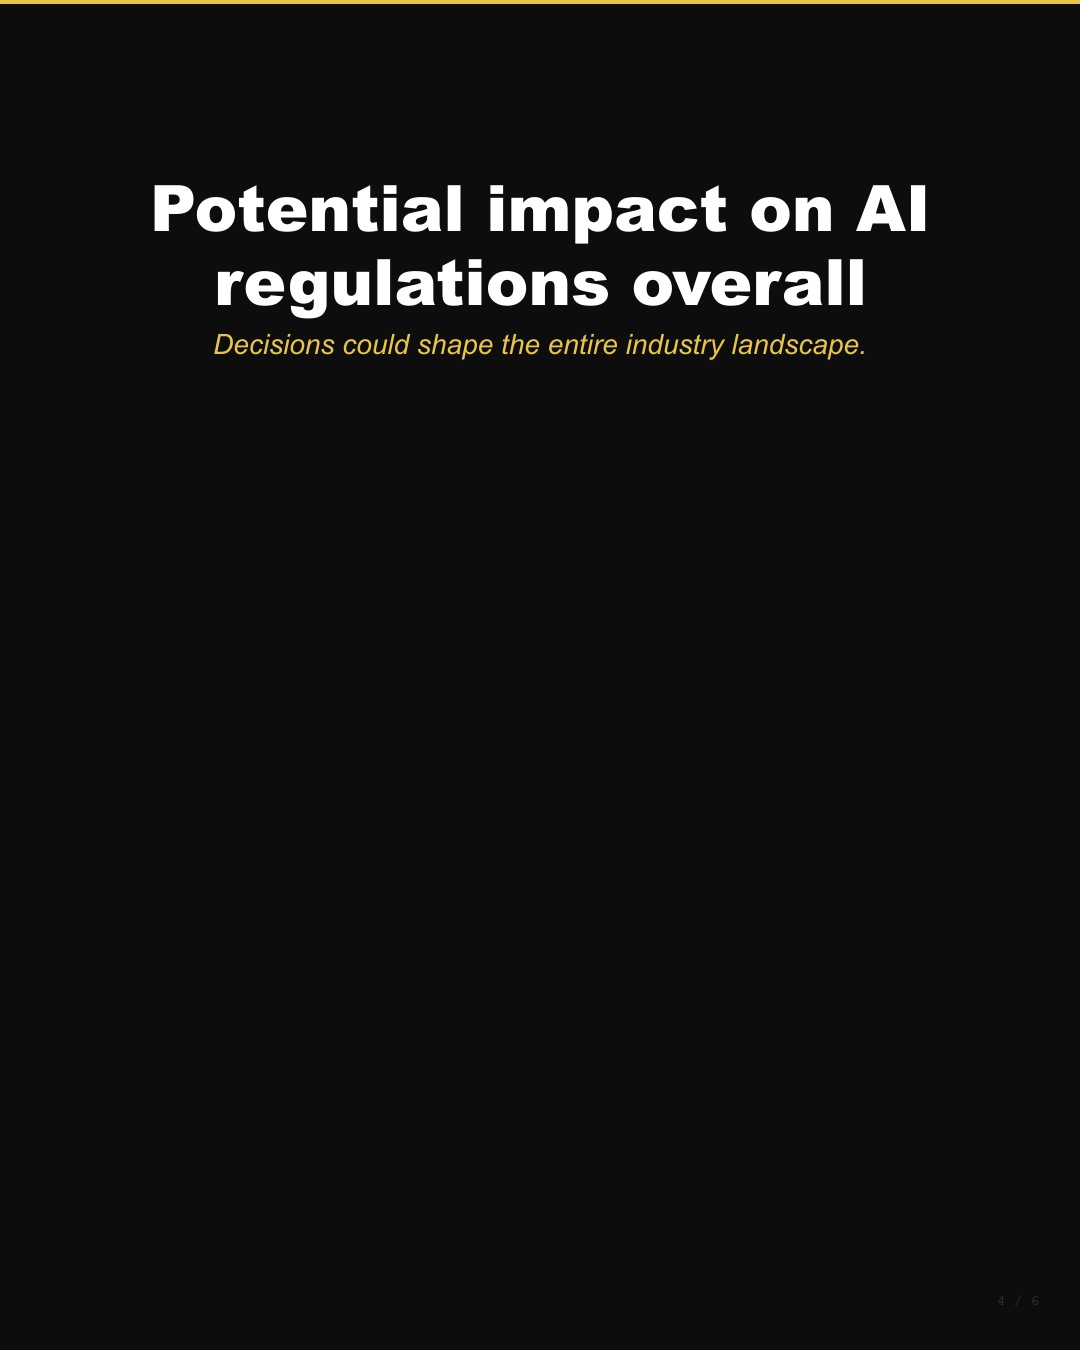 Potential impact on AI
regulations overall
Decisions could shape the entire industry landscape.
4 / 6